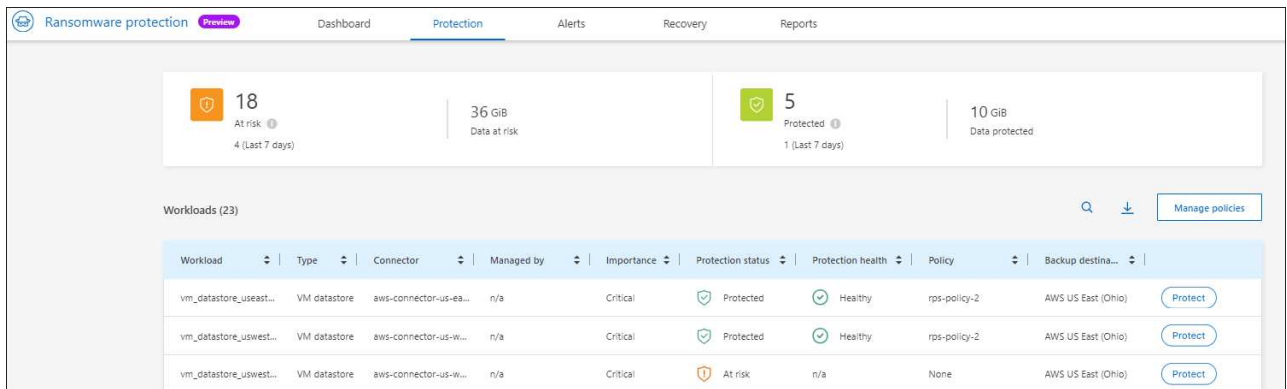 Ransomware protection Preview Dashboard Protection Alerts Recovery Reports
18
At risk
4 (Last 7 days)
36 GiB
Data at risk
5
Protected
1 (Last 7 days)
10 GiB
Data protected
Workloads (23)
Manage policies
Workload Type Connector Managed by Importance Protection status Protection health Policy Backup destina...
vm_datastore_useast... VM datastore aws-connector-us-ea... n/a Critical Protected Healthy rps-policy-2 AWS US East (Ohio) Protect
vm_datastore_uswest... VM datastore aws-connector-us-w... n/a Critical Protected Healthy rps-policy-2 AWS US East (Ohio) Protect
vm_datastore_uswest... VM datastore aws-connector-us-w... n/a Critical At risk n/a None AWS US East (Ohio) Protect